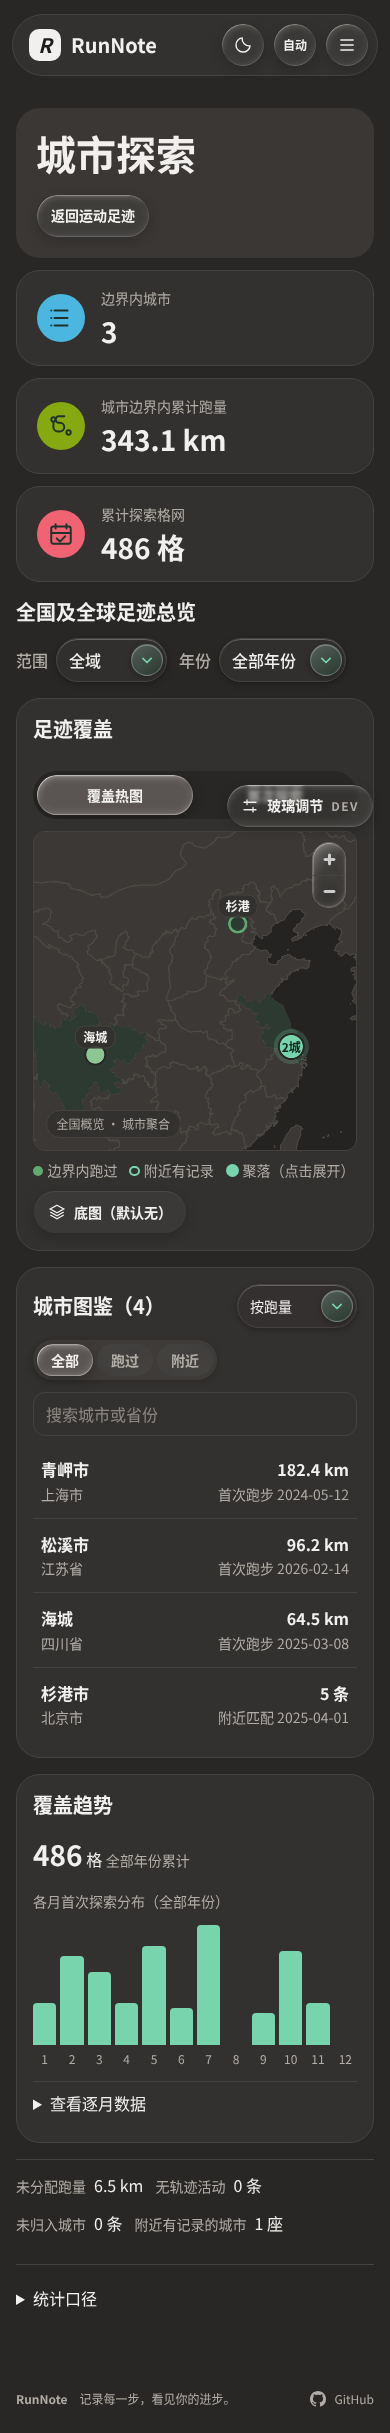 R RunNote 自动
城市探索
返回运动足迹
边界内城市
3
城市边界内累计跑量
343.1 km
累计探索格网
486 格
全国及全球足迹总览
范围 全域 年份 全部年份
足迹覆盖
覆盖热图
玻璃调节 DEV
+
−
杉港
海城
2城
全国概览 · 城市聚合
边界内跑过 附近有记录 聚落（点击展开）
底图（默认无）
城市图鉴（4） 按跑量
全部 跑过 附近
搜索城市或省份
青岬市 182.4 km
上海市 首次跑步 2024-05-12
松溪市 96.2 km
江苏省 首次跑步 2026-02-14
海城 64.5 km
四川省 首次跑步 2025-03-08
杉港市 5 条
北京市 附近匹配 2025-04-01
覆盖趋势
486 格 全部年份累计
各月首次探索分布（全部年份）
1 2 3 4 5 6 7 8 9 10 11 12
查看逐月数据
未分配跑量 6.5 km 无轨迹活动 0 条
未归入城市 0 条 附近有记录的城市 1 座
统计口径
RunNote 记录每一步，看见你的进步。 GitHub